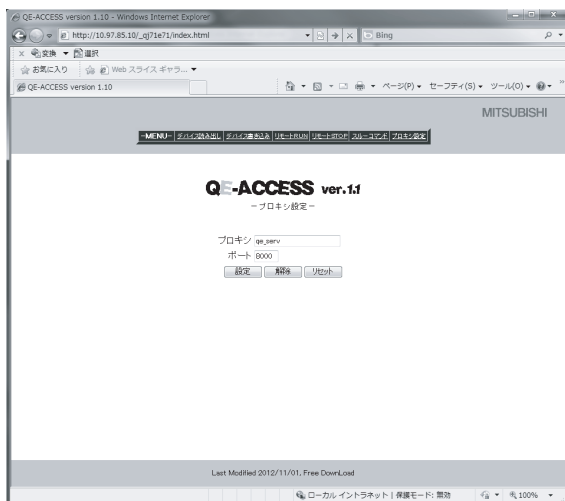 QE-ACCESS version 1.10 - Windows Internet Explorer
http://10.97.85.10/_qj71e71/index.html
Bing
x 変換 ▼ 選択
お気に入り Web スライス ギャラ... ▼
QE-ACCESS version 1.10
ページ(P) ▼ セーフティ(S) ▼ ツール(O) ▼ »
MITSUBISHI
-MENU- デバイス読み出し デバイス書き込み リモートRUN リモートSTOP スルーコマンド プロキシ設定
QE-ACCESS ver.1.1
－プロキシ設定－
プロキシ qe_serv
ポート 8000
設定 解除 リセット
Last Modified 2012/11/01, Free DownLoad
ローカル イントラネット | 保護モード: 無効 100% ▼